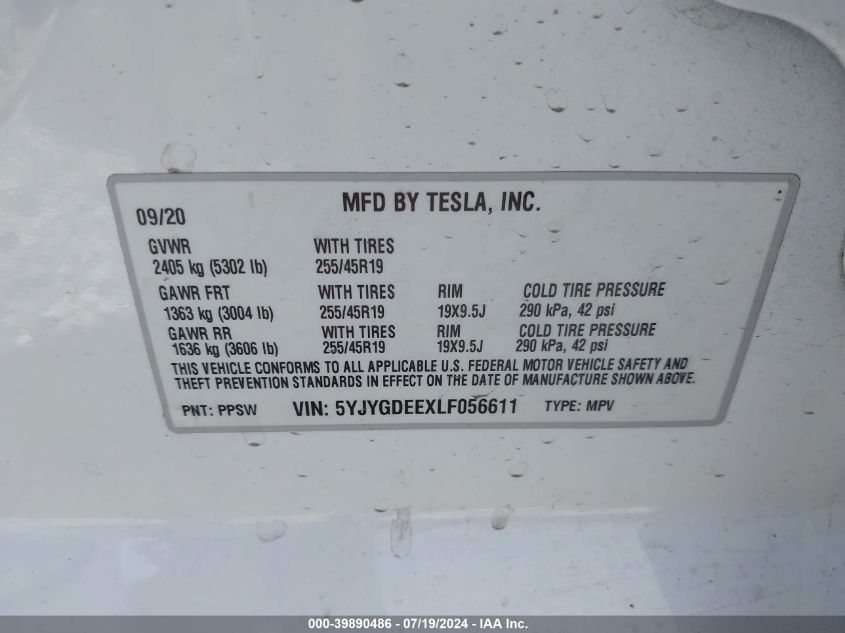 MFD BY TESLA, INC.
09/20
GVWR WITH TIRES
2405 kg (5302 lb) 255/45R19
GAWR FRT WITH TIRES RIM COLD TIRE PRESSURE
1363 kg (3004 lb) 255/45R19 19X9.5J 290 kPa, 42 psi
GAWR RR WITH TIRES RIM COLD TIRE PRESSURE
1636 kg (3606 lb) 255/45R19 19X9.5J 290 kPa, 42 psi
THIS VEHICLE CONFORMS TO ALL APPLICABLE U.S. FEDERAL MOTOR VEHICLE SAFETY AND
THEFT PREVENTION STANDARDS IN EFFECT ON THE DATE OF MANUFACTURE SHOWN ABOVE.
PNT: PPSW VIN: 5YJYGDEEXLF056611 TYPE: MPV
000-39890486 - 07/19/2024 - IAA Inc.